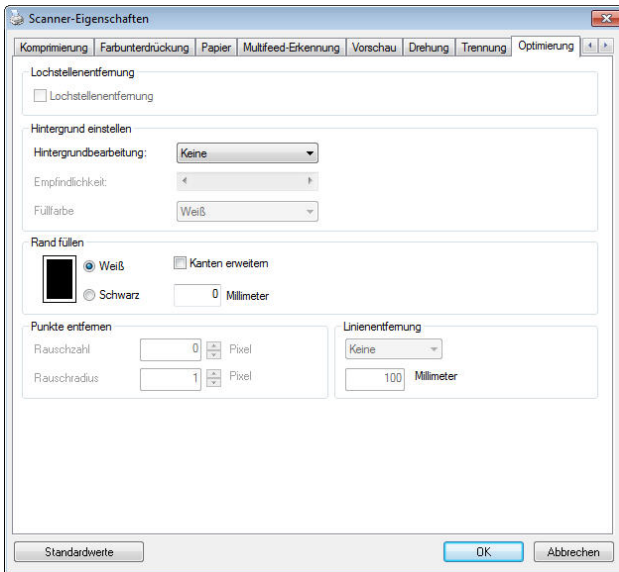 Scanner-Eigenschaften
Komprimierung Farbunterdrückung Papier Multifeed-Erkennung Vorschau Drehung Trennung Optimierung
Lochstellenentfernung
Lochstellenentfernung
Hintergrund einstellen
Hintergrundbearbeitung: Keine
Empfindlichkeit:
Füllfarbe Weiß
Rand füllen
Weiß Kanten erweitern
Schwarz 0 Millimeter
Punkte entfernen Linienentfernung
Rauschzahl 0 Pixel Keine
Rauschradius 1 Pixel 100 Millimeter
Standardwerte OK Abbrechen